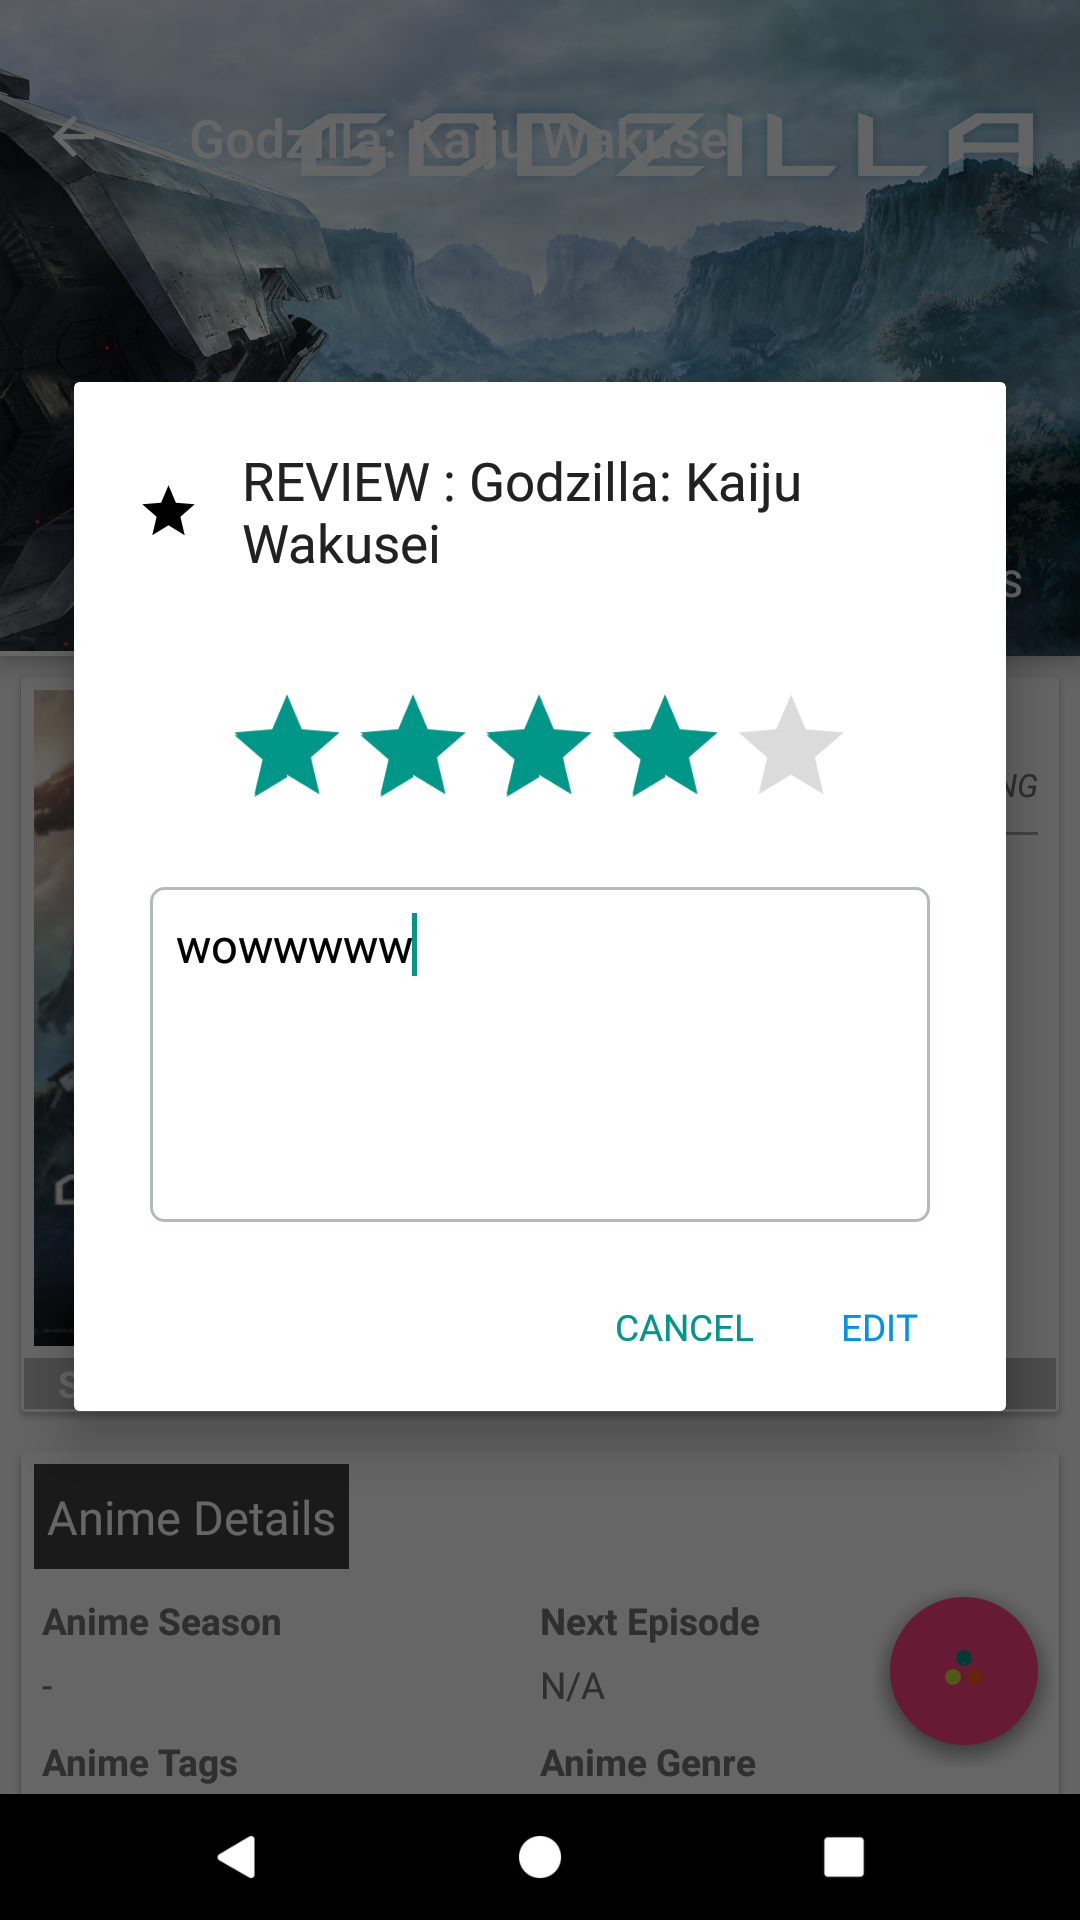 Godzilla: Kaiju Wakusei
GODZILLA
REVIEW : Godzilla: Kaiju
Wakusei
S
NG
wowwwww
CANCEL
EDIT
S
Anime Details
Anime Season
Next Episode
-
N/A
Anime Tags
Anime Genre